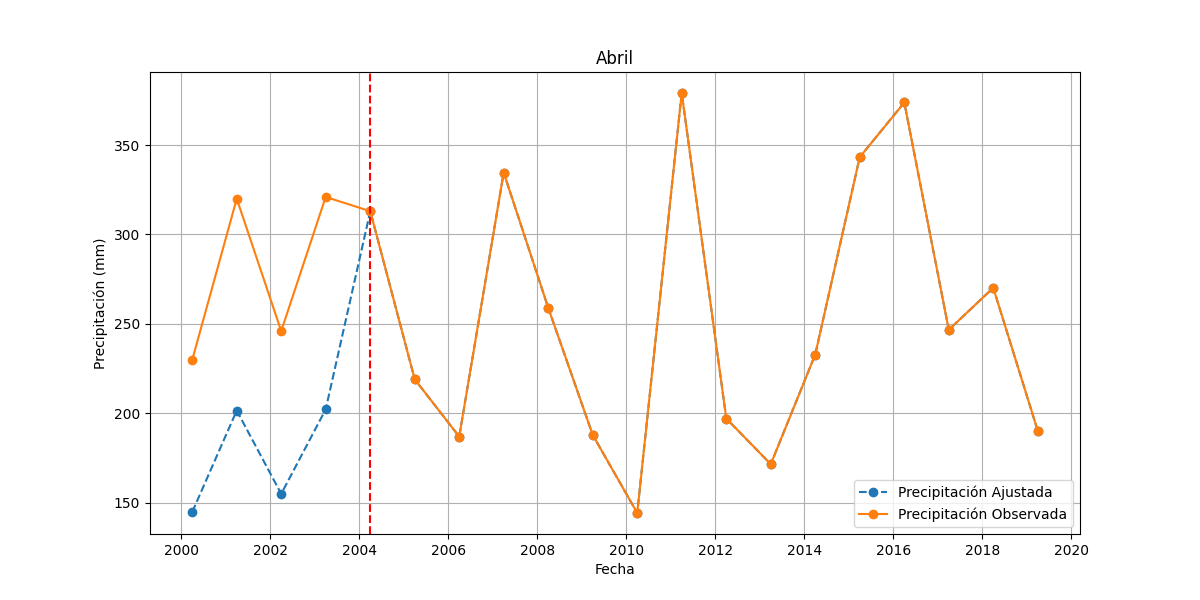 Abril
Precipitación (mm)
350
300
250
200
150
Precipitación Ajustada
Precipitación Observada
2000 2002 2004 2006 2008 2010 2012 2014 2016 2018 2020
Fecha